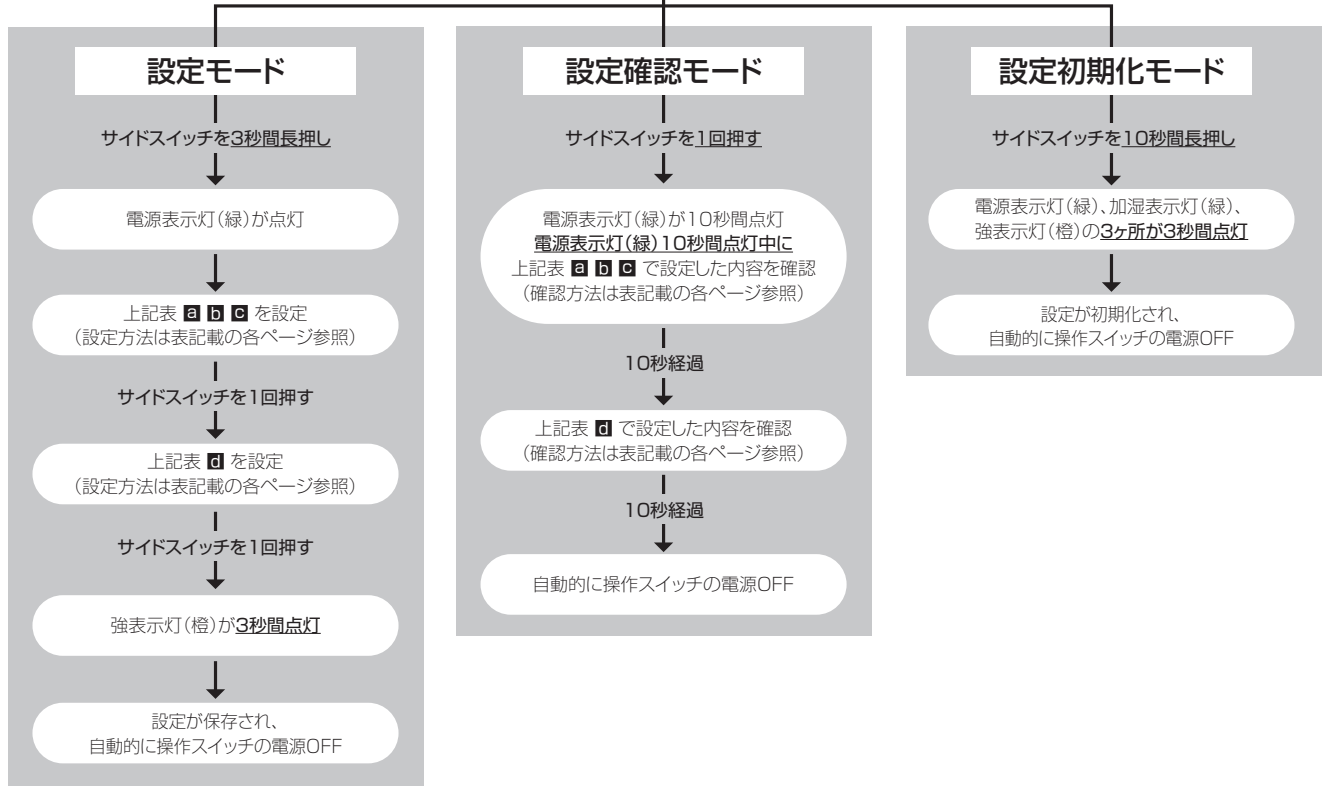 設定モード
サイドスイッチを3秒間長押し
電源表示灯(緑)が点灯
上記表 a b c を設定
(設定方法は表記載の各ページ参照)
サイドスイッチを1回押す
上記表 d を設定
(設定方法は表記載の各ページ参照)
サイドスイッチを1回押す
強表示灯(橙)が3秒間点灯
設定が保存され、
自動的に操作スイッチの電源OFF
設定確認モード
サイドスイッチを1回押す
電源表示灯(緑)が10秒間点灯
電源表示灯(緑)10秒間点灯中に
上記表 a b c で設定した内容を確認
(確認方法は表記載の各ページ参照)
10秒経過
上記表 d で設定した内容を確認
(確認方法は表記載の各ページ参照)
10秒経過
自動的に操作スイッチの電源OFF
設定初期化モード
サイドスイッチを10秒間長押し
電源表示灯(緑)、加湿表示灯(緑)、
強表示灯(橙)の3ヶ所が3秒間点灯
設定が初期化され、
自動的に操作スイッチの電源OFF